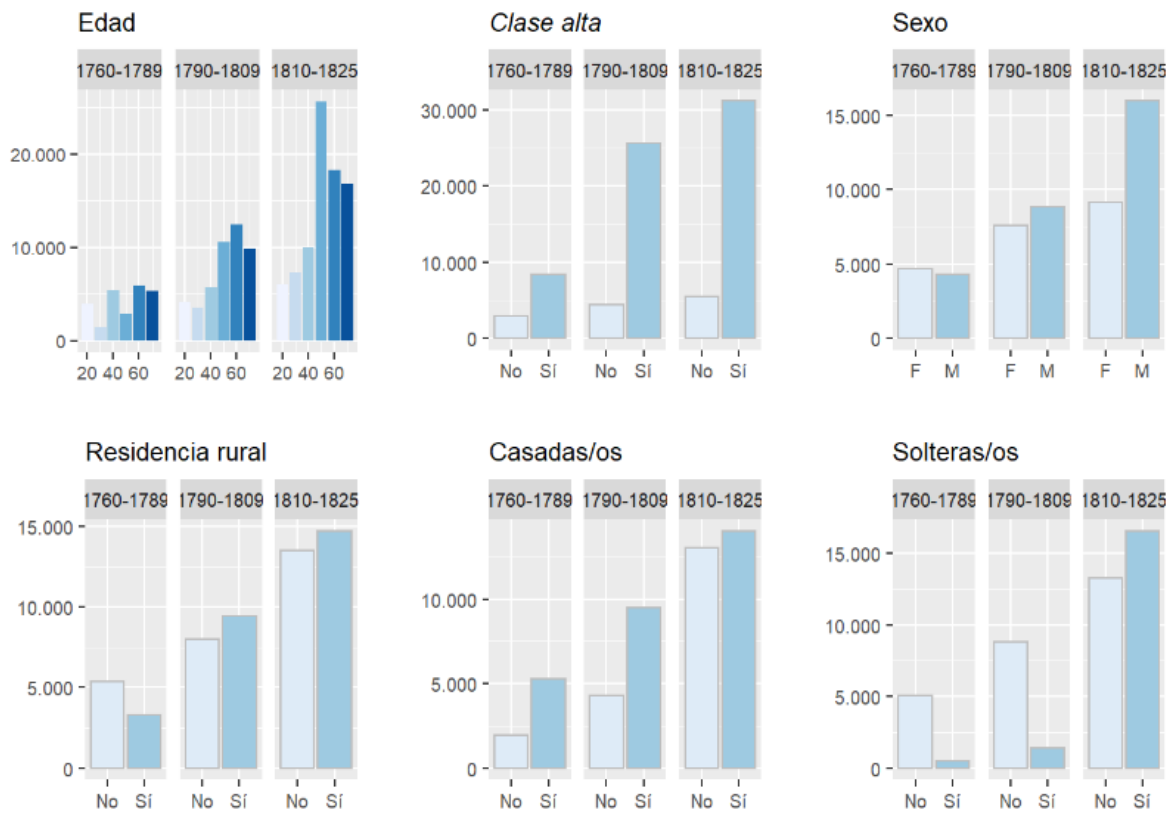 Edad
1760-1789 1790-1809 1810-1825
20.000
10.000
0
20 40 60 20 40 60 20 40 60
Clase alta
1760-1789 1790-1809 1810-1825
30.000
20.000
10.000
0
No Sí No Sí No Sí
Sexo
1760-1789 1790-1809 1810-1825
15.000
10.000
5.000
0
F M F M F M
Residencia rural
1760-1789 1790-1809 1810-1825
15.000
10.000
5.000
0
No Sí No Sí No Sí
Casadas/os
1760-1789 1790-1809 1810-1825
10.000
5.000
0
No Sí No Sí No Sí
Solteras/os
1760-1789 1790-1809 1810-1825
15.000
10.000
5.000
0
No Sí No Sí No Sí